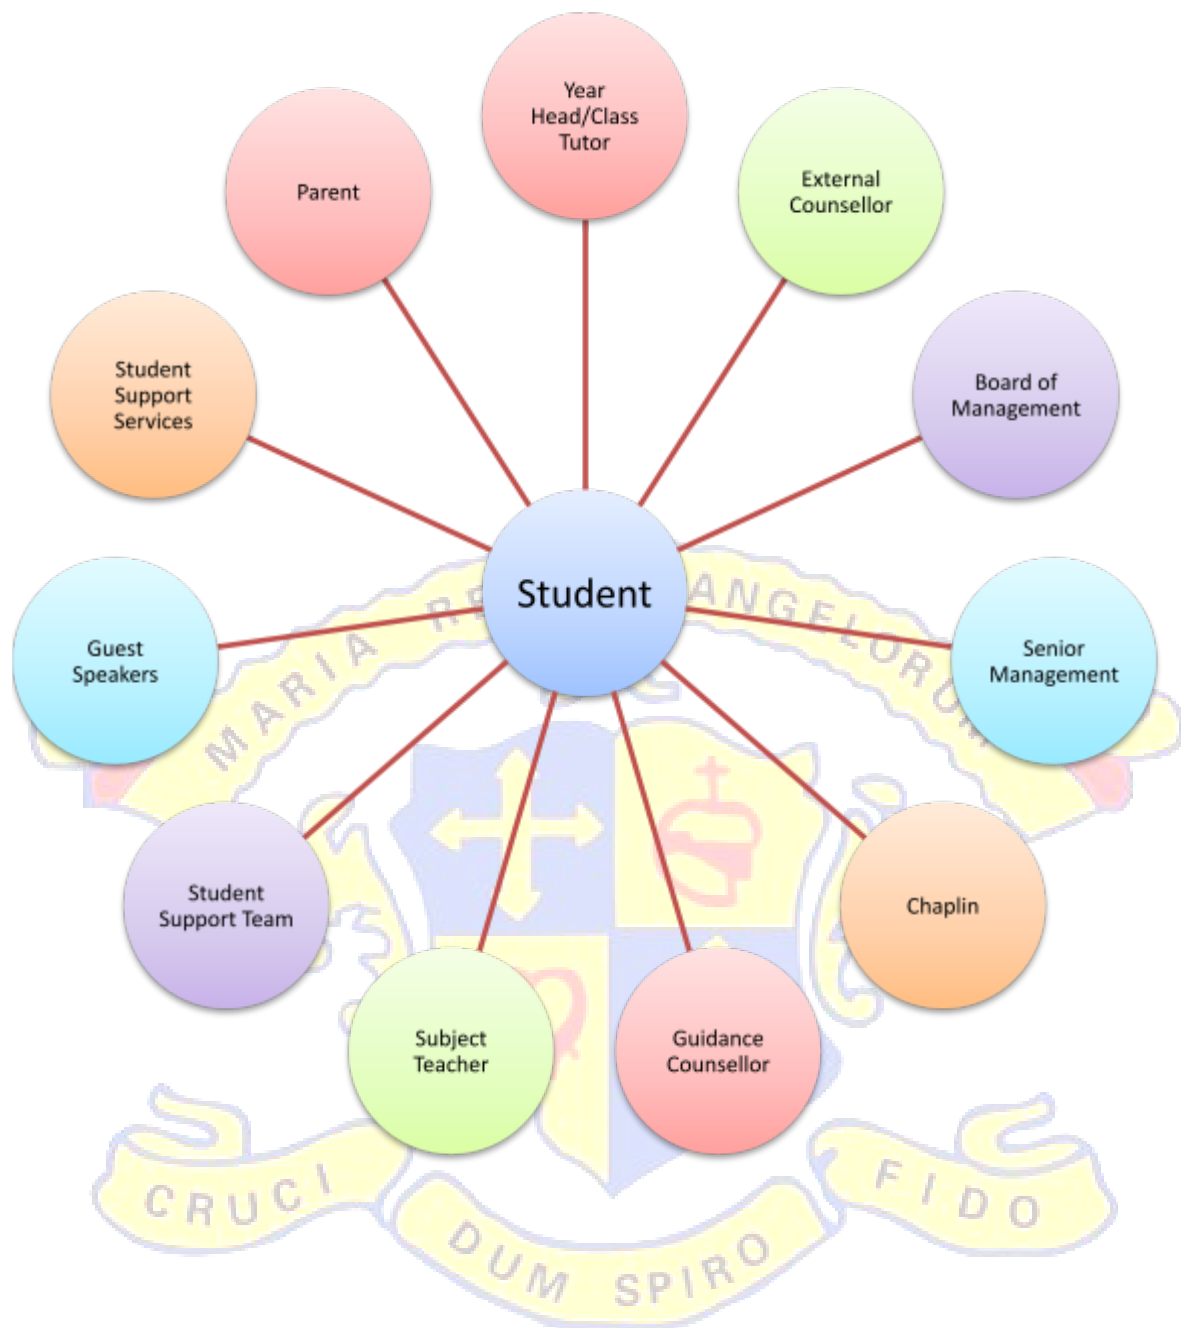 Year
Head/Class
Tutor
External
Counsellor
Parent
Student
Support
Services
Board of
Management
Student
Guest
Speakers
Senior
Management
MARIA
ANGELORUM
Student
Support Team
Chaplin
Subject
Teacher
Guidance
Counsellor
CRUCI
DUM SPIRO
FIDO